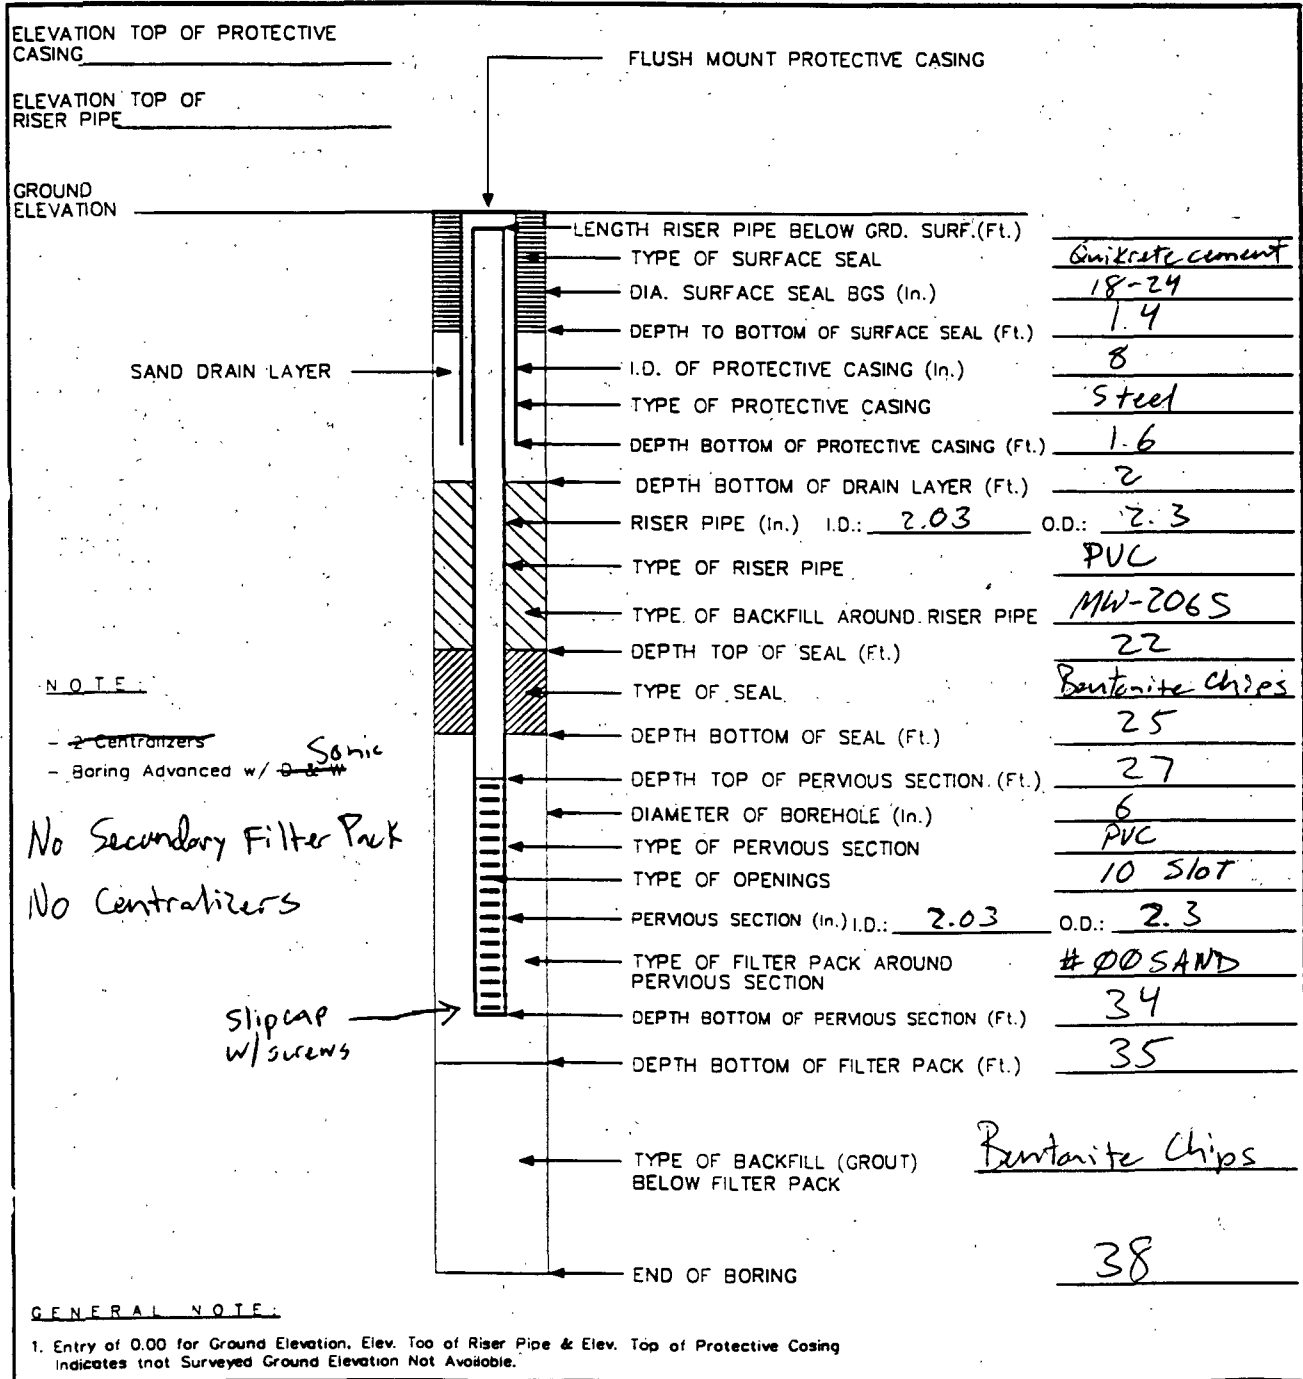 ELEVATION TOP OF PROTECTIVE
CASING
FLUSH MOUNT PROTECTIVE CASING
ELEVATION TOP OF
RISER PIPE
GROUND
ELEVATION
LENGTH RISER PIPE BELOW GRD. SURF.(Ft.)
TYPE OF SURFACE SEAL Quikrete cement
DIA. SURFACE SEAL BGS (In.) 18-24
DEPTH TO BOTTOM OF SURFACE SEAL (Ft.) 1.4
SAND DRAIN LAYER
I.D. OF PROTECTIVE CASING (In.) 8
TYPE OF PROTECTIVE CASING Steel
DEPTH BOTTOM OF PROTECTIVE CASING (Ft.) 1.6
DEPTH BOTTOM OF DRAIN LAYER (Ft.) 2
RISER PIPE (In.) I.D.: 2.03 O.D.: 2.3
TYPE OF RISER PIPE PVC
TYPE OF BACKFILL AROUND RISER PIPE MW-206S
DEPTH TOP OF SEAL (Ft.) 22
NOTE:
TYPE OF SEAL Bentonite Chips
- 2 Centralizers
DEPTH BOTTOM OF SEAL (Ft.) 25
- Boring Advanced w/ D & W Sonic
DEPTH TOP OF PERVIOUS SECTION. (Ft.) 27
DIAMETER OF BOREHOLE (In.) 6
No Secondary Filter Pack
TYPE OF PERVIOUS SECTION PVC
TYPE OF OPENINGS 10 Slot
No Centralizers
PERVIOUS SECTION (In.) I.D.: 2.03 O.D.: 2.3
TYPE OF FILTER PACK AROUND
PERVIOUS SECTION #00 SAND
slipcap
w/ screws
DEPTH BOTTOM OF PERVIOUS SECTION (Ft.) 34
DEPTH BOTTOM OF FILTER PACK (Ft.) 35
TYPE OF BACKFILL (GROUT)
BELOW FILTER PACK Bentonite Chips
END OF BORING 38
GENERAL NOTE:
1. Entry of 0.00 for Ground Elevation, Elev. Too of Riser Pipe & Elev. Top of Protective Casing
Indicates tnot Surveyed Ground Elevation Not Available.